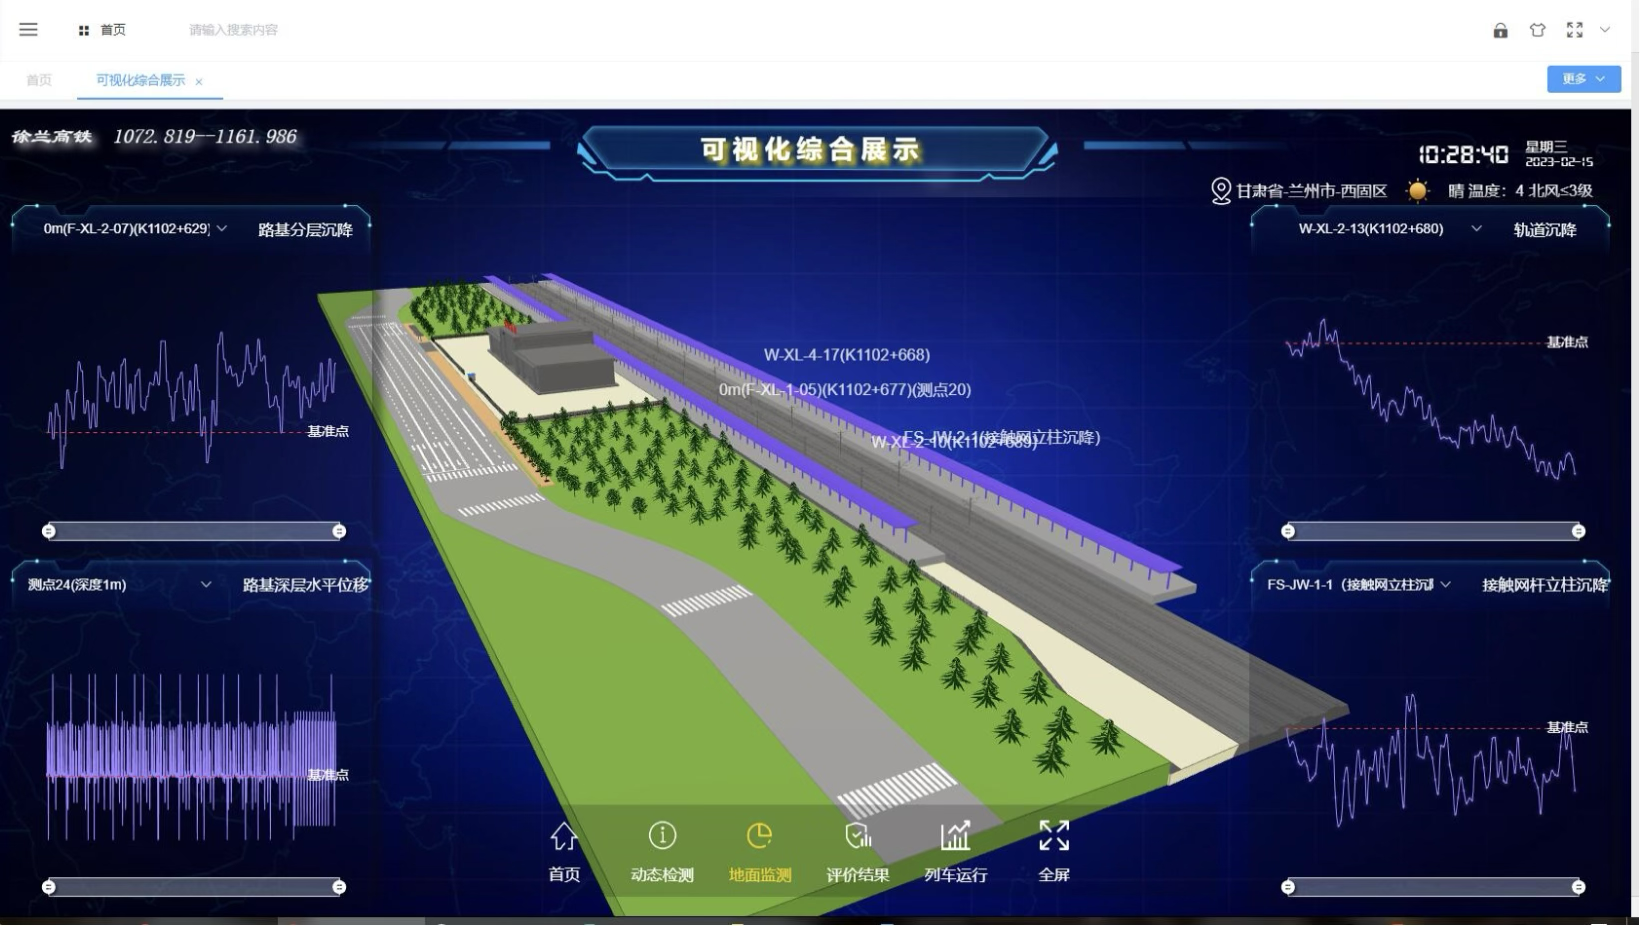 首页
请输入搜索内容
首页
可视化综合展示 ×
更多
徐兰高铁 1072.819--1161.986
可视化综合展示
10:28:40
星期三
2023-02-15
甘肃省-兰州市-西固区
晴 温度: 4 北风≤3级
0m(F-XL-2-07)(K1102+629)
路基分层沉降
基准点
W-XL-2-13(K1102+680)
轨道沉降
基准点
W-XL-4-17(K1102+668)
0m(F-XL-1-05)(K1102+677)(测点20)
FS-JW-2-1(接触网立柱沉降)
W-XL-2-10(K1102+689)
测点24(深度1m)
路基深层水平位移
基准点
FS-JW-1-1 (接触网立柱沉
接触网杆立柱沉降
基准点
首页
动态检测
地面监测
评价结果
列车运行
全屏